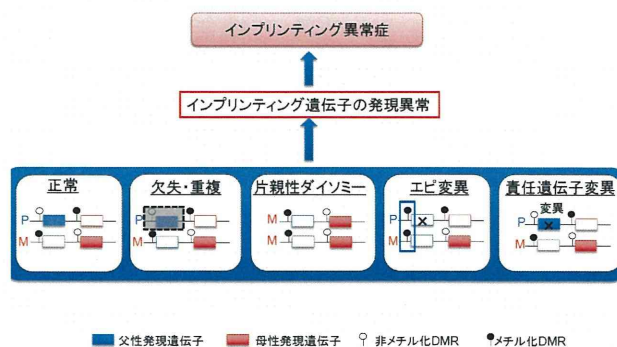 インプリンティング異常症
インプリンティング遺伝子の発現異常
正常
欠失・重複
片親性ダイソミー
エピ変異
責任遺伝子変異
P
M
P
M
M
M
P
×
M
変異
P
×
M
父性発現遺伝子
母性発現遺伝子
非メチル化DMR
メチル化DMR